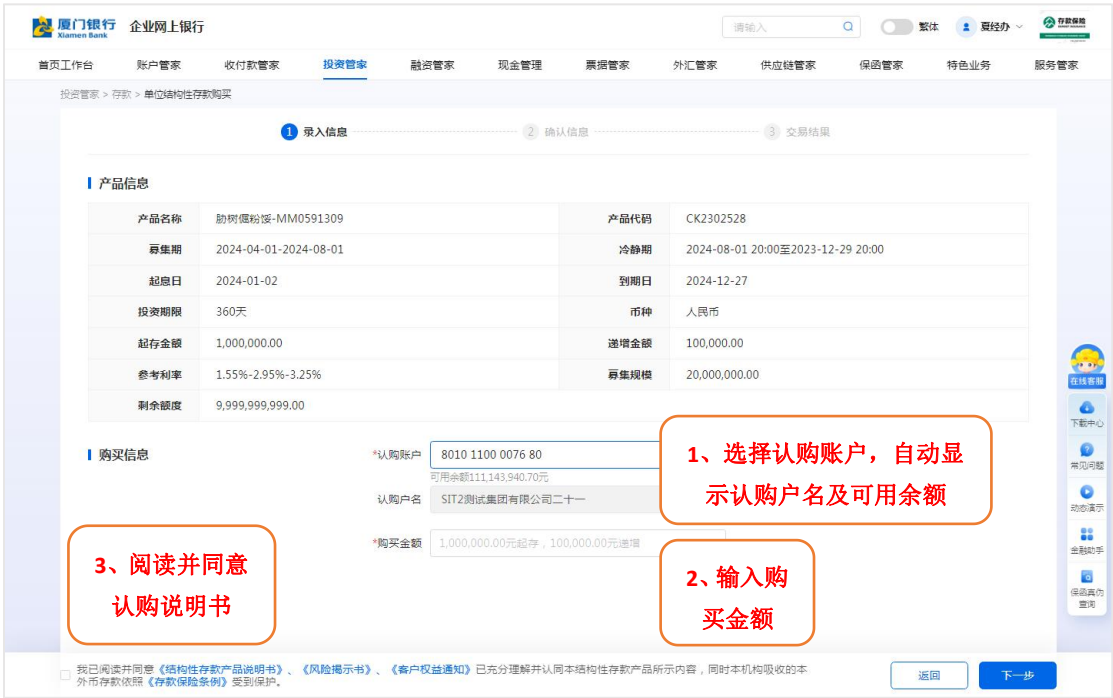 厦门银行 企业网上银行 请输入 繁体 夏经办 存款保险
Xiamen Bank
首页工作台 账户管家 收付款管家 投资管家 融资管家 现金管理 票据管家 外汇管家 供应链管家 保函管家 特色业务 服务管家
投资管家 > 存款 > 单位结构性存款购买
1 录入信息 2 确认信息 3 交易结果
产品信息
产品名称 胁树偃粉馁-MM0591309 产品代码 CK2302528
募集期 2024-04-01-2024-08-01 冷静期 2024-08-01 20:00至2023-12-29 20:00
起息日 2024-01-02 到期日 2024-12-27
投资期限 360天 币种 人民币
起存金额 1,000,000.00 递增金额 100,000.00
参考利率 1.55%-2.95%-3.25% 募集规模 20,000,000.00
剩余额度 9,999,999,999.00
购买信息 *认购账户 8010 1100 0076 80
可用余额111,143,940.70元
认购户名 SIT2测试集团有限公司二十一
*购买金额 1,000,000.00元起存，100,000.00元递增
1、选择认购账户，自动显
示认购户名及可用余额
2、输入购
买金额
3、阅读并同意
认购说明书
在线客服
下载中心
常见问题
动态演示
金融助手
保函真伪
查询
我已阅读并同意《结构性存款产品说明书》、《风险揭示书》、《客户权益通知》已充分理解并认同本结构性存款产品所示内容，同时本机构吸收的本
外币存款依照《存款保险条例》受到保护。
返回 下一步